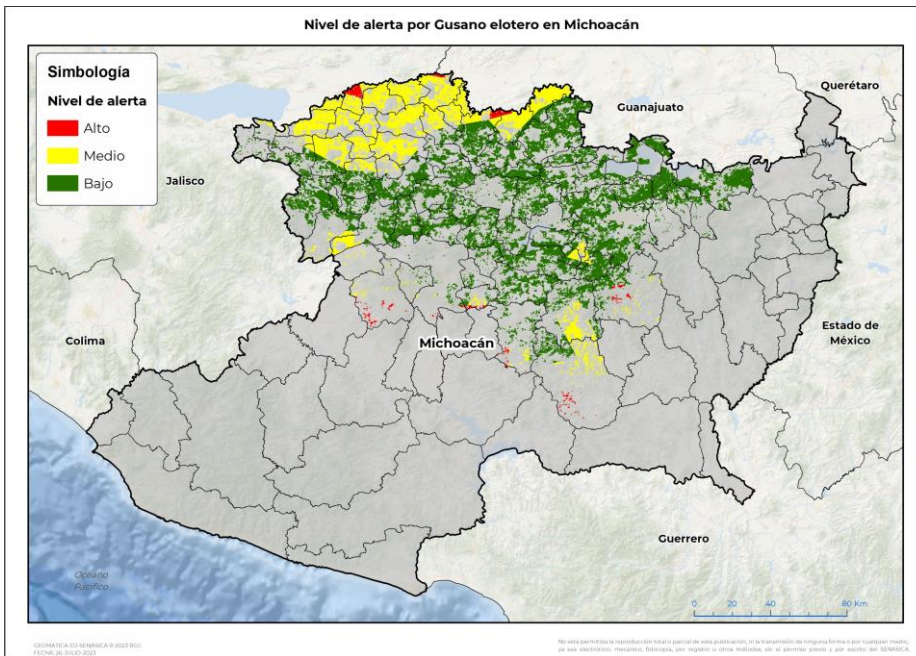 Nivel de alerta por Gusano elotero en Michoacán
Simbología
Nivel de alerta
Alto
Medio
Bajo
Querétaro
Guanajuato
Jalisco
Colima
Michoacán
Estado de
México
Guerrero
Océano
Pacífico
0 20 40 80 Km
GEOMÁTICA ED SENASICA © 2023 BGC
FECHA: 26-JULIO-2023
No está permitida la reproducción total o parcial de esta publicación, ni la transmisión de ninguna forma o por cualquier medio,
ya sea electrónico, mecánico, fotocopia, por registro u otros métodos, sin el permiso previo y por escrito del SENASICA.